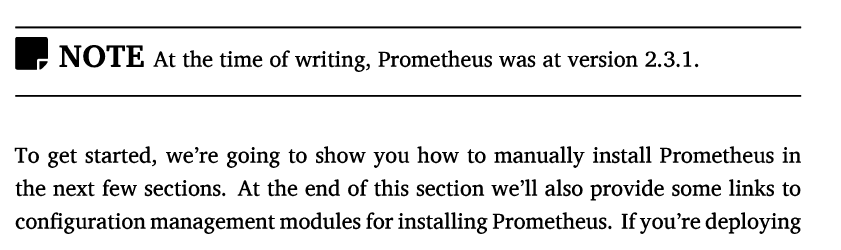 NOTE At the time of writing, Prometheus was at version 2.3.1.
To get started, we’re going to show you how to manually install Prometheus in
the next few sections. At the end of this section we’ll also provide some links to
configuration management modules for installing Prometheus. If you’re deploying